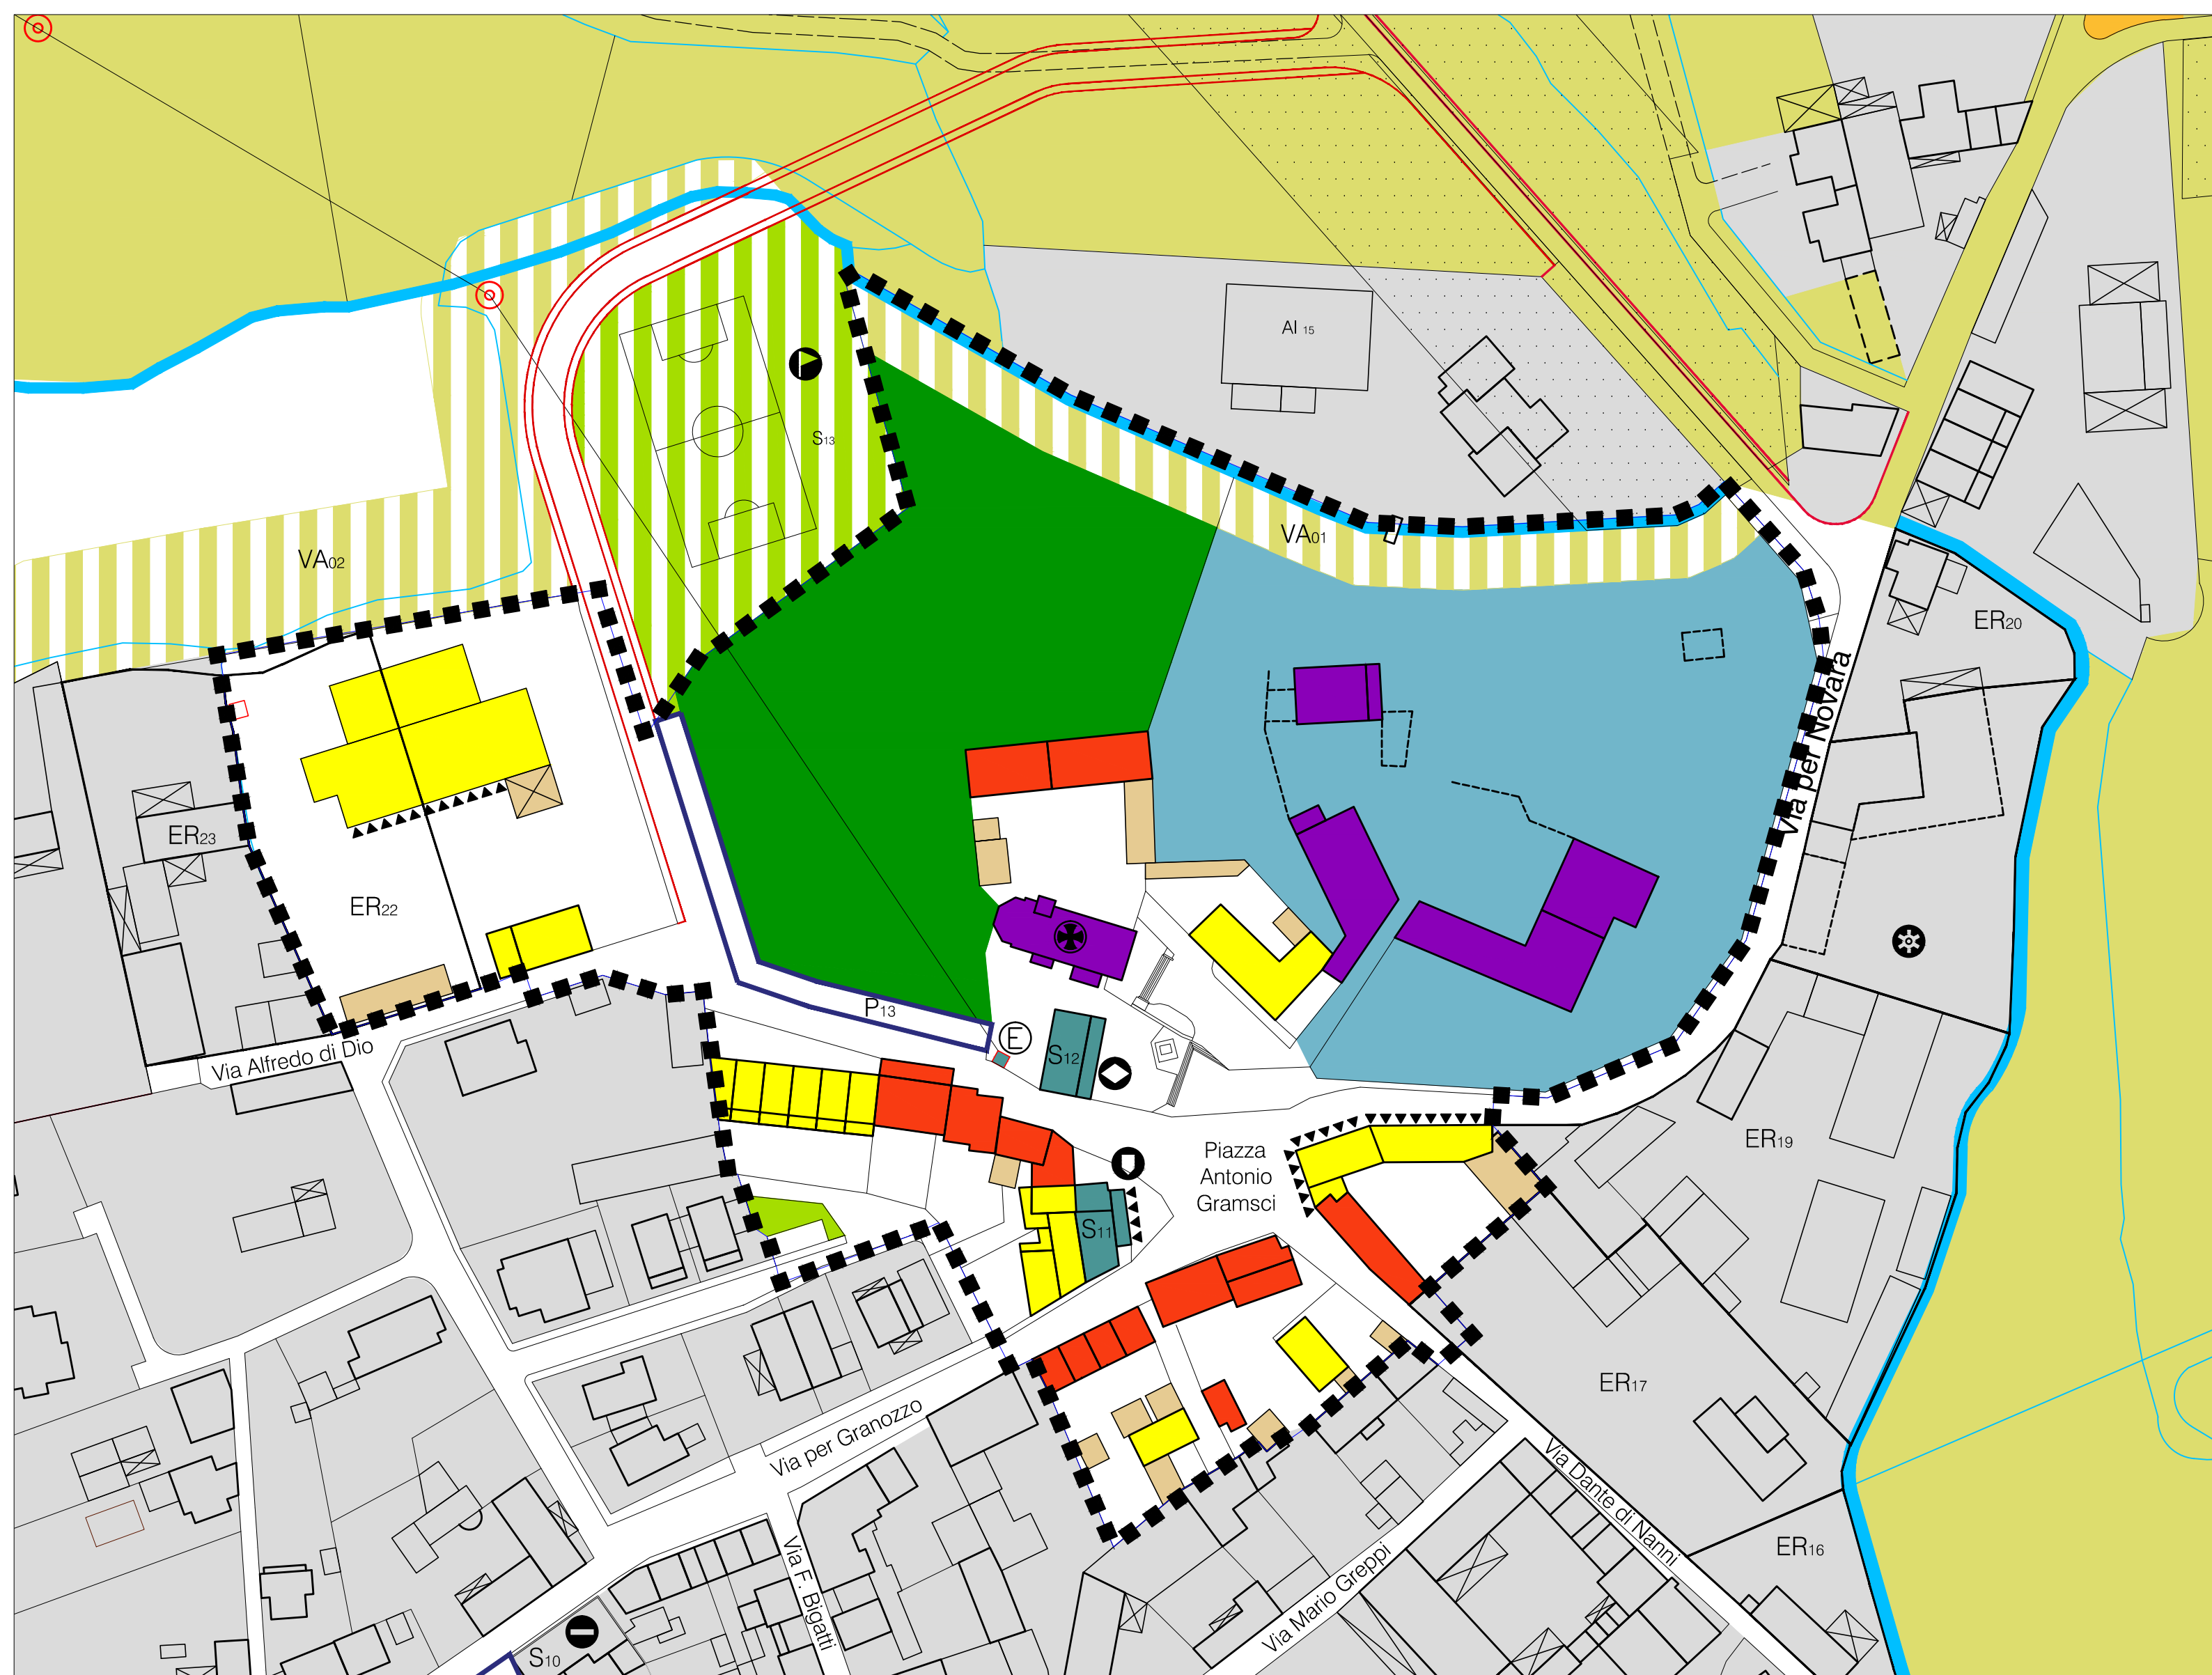 AI 15
S13
VA01
VA02
ER20
Via per Novara
ER23
ER22
P13
E
S12
Via Alfredo di Dio
ER19
Piazza
Antonio
Gramsci
S11
ER17
Via per Granozzo
Via Dante di Nanni
ER16
Via F. Bigatti
Via Mario Greppi
S10